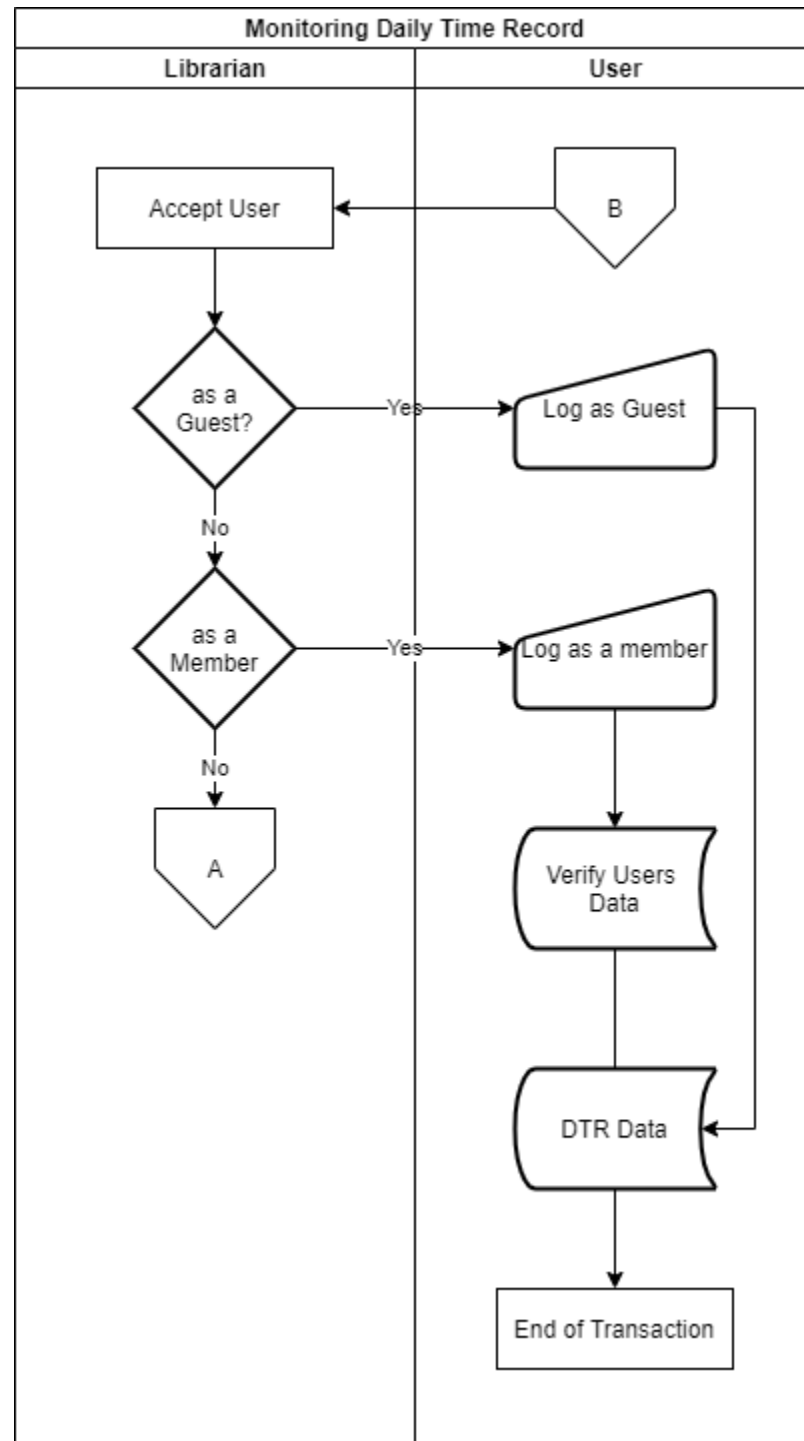 Monitoring Daily Time Record
Librarian
User
Accept User
B
as a
Guest?
Yes
Log as Guest
No
as a
Member
Yes
Log as a member
No
A
Verify Users
Data
DTR Data
End of Transaction